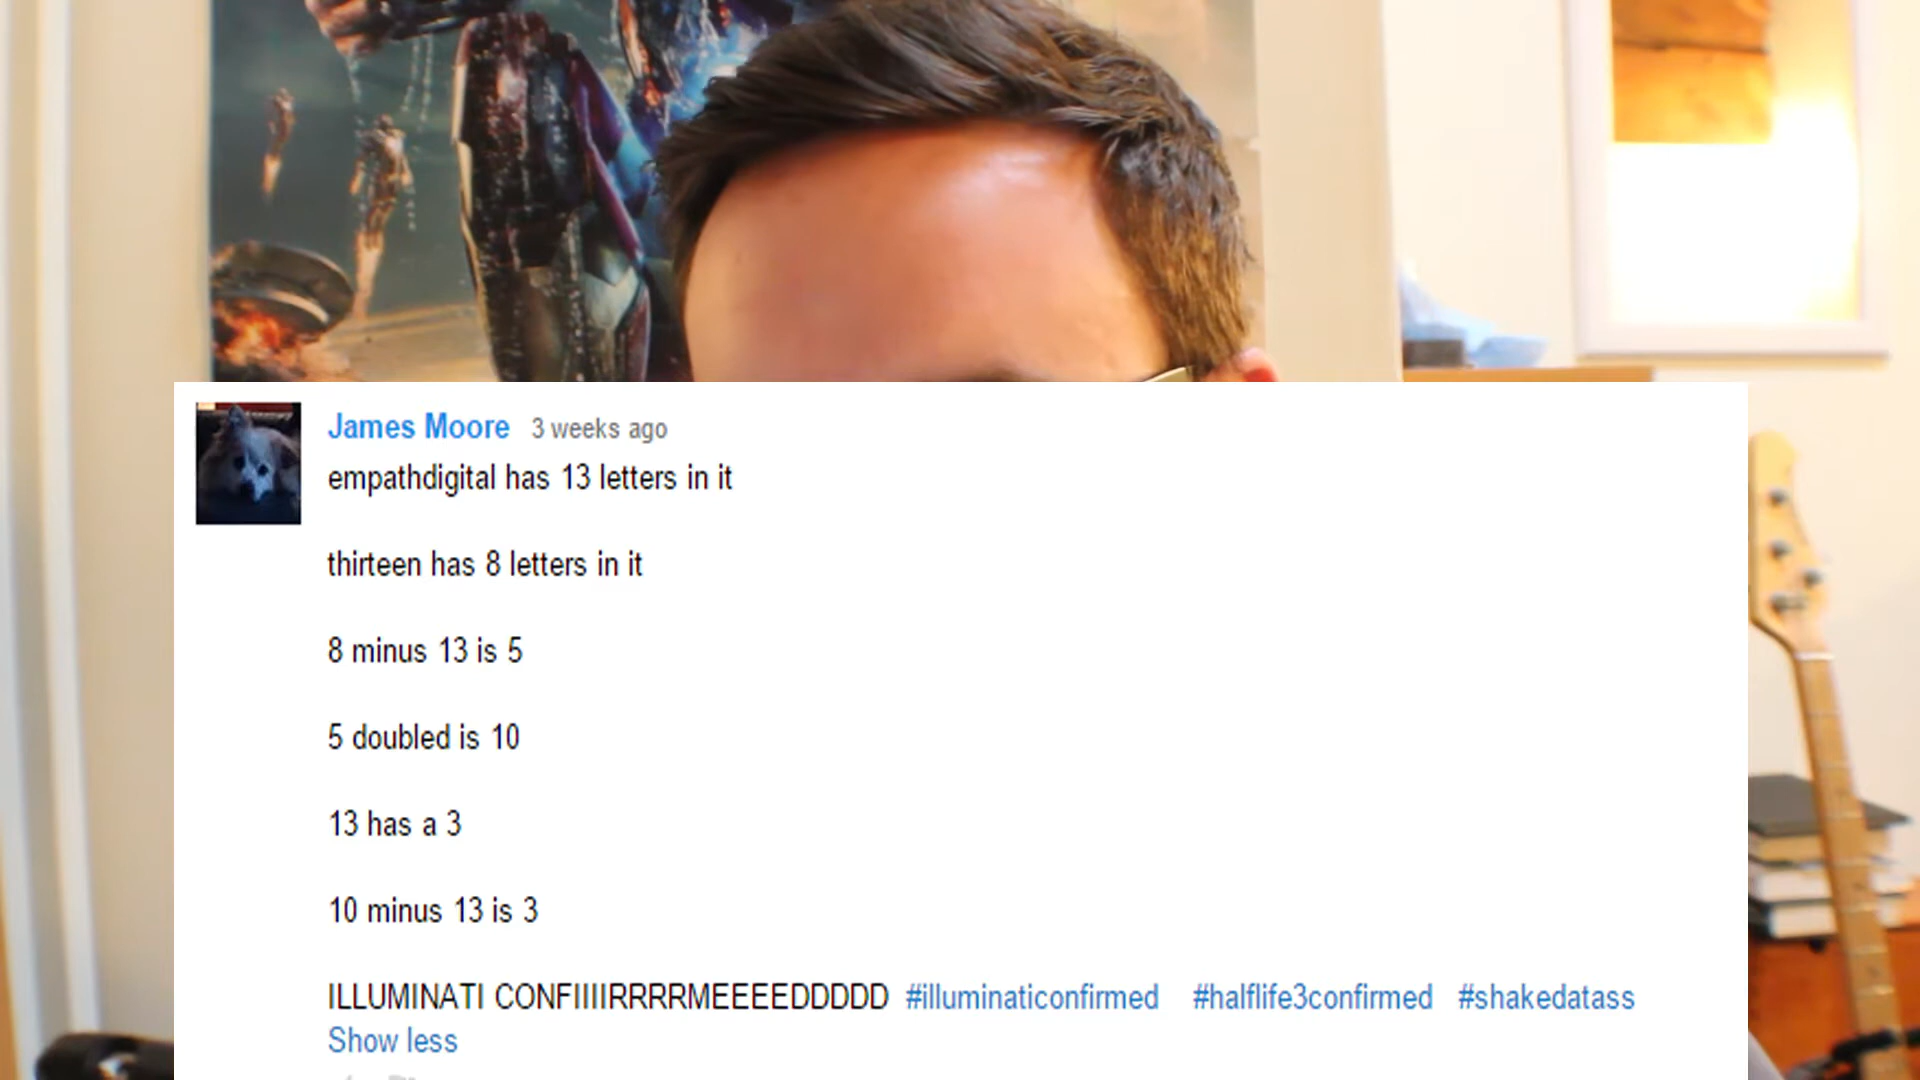 James Moore 3 weeks ago
empathdigital has 13 letters in it
thirteen has 8 letters in it
8 minus 13 is 5
5 doubled is 10
13 has a 3
10 minus 13 is 3
ILLUMINATI CONFIIIIRRRRMEEEEDDDDD #illuminaticonfirmed #halflife3confirmed #shakedatass
Show less